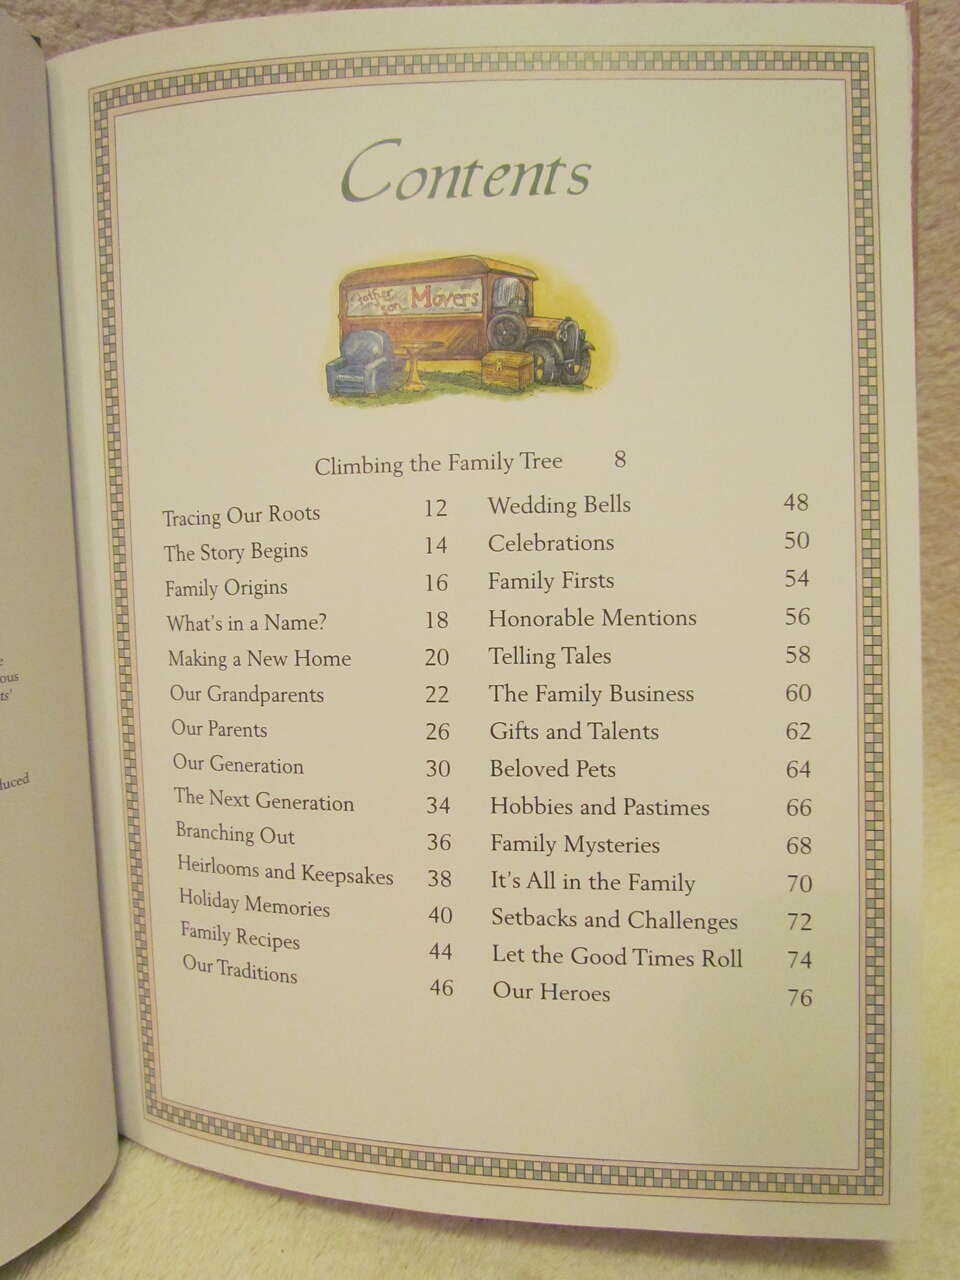 ous
ts'
duced
Contents
father
son Movers
Climbing the Family Tree 8
Tracing Our Roots 12
The Story Begins 14
Family Origins 16
What's in a Name? 18
Making a New Home 20
Our Grandparents 22
Our Parents 26
Our Generation 30
The Next Generation 34
Branching Out 36
Heirlooms and Keepsakes 38
Holiday Memories 40
Family Recipes 44
Our Traditions 46
Wedding Bells 48
Celebrations 50
Family Firsts 54
Honorable Mentions 56
Telling Tales 58
The Family Business 60
Gifts and Talents 62
Beloved Pets 64
Hobbies and Pastimes 66
Family Mysteries 68
It's All in the Family 70
Setbacks and Challenges 72
Let the Good Times Roll 74
Our Heroes 76